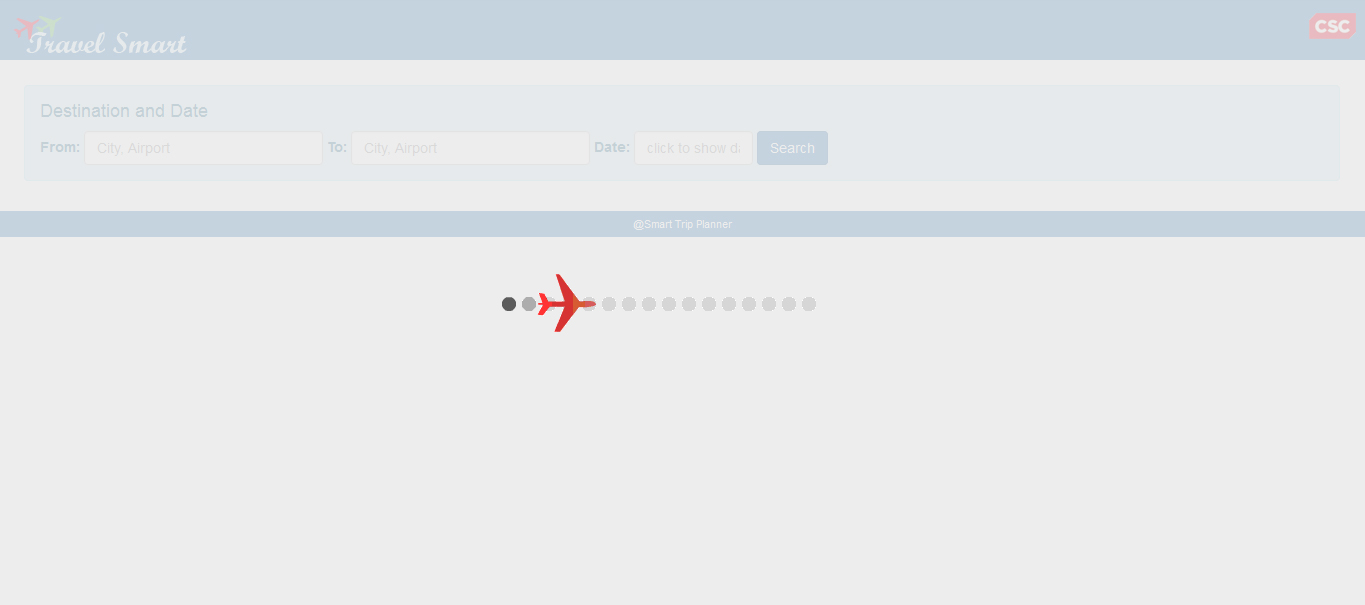 Travel Smart
CSC
Destination and Date
From: City, Airport To: City, Airport Date: click to show da Search
@Smart Trip Planner